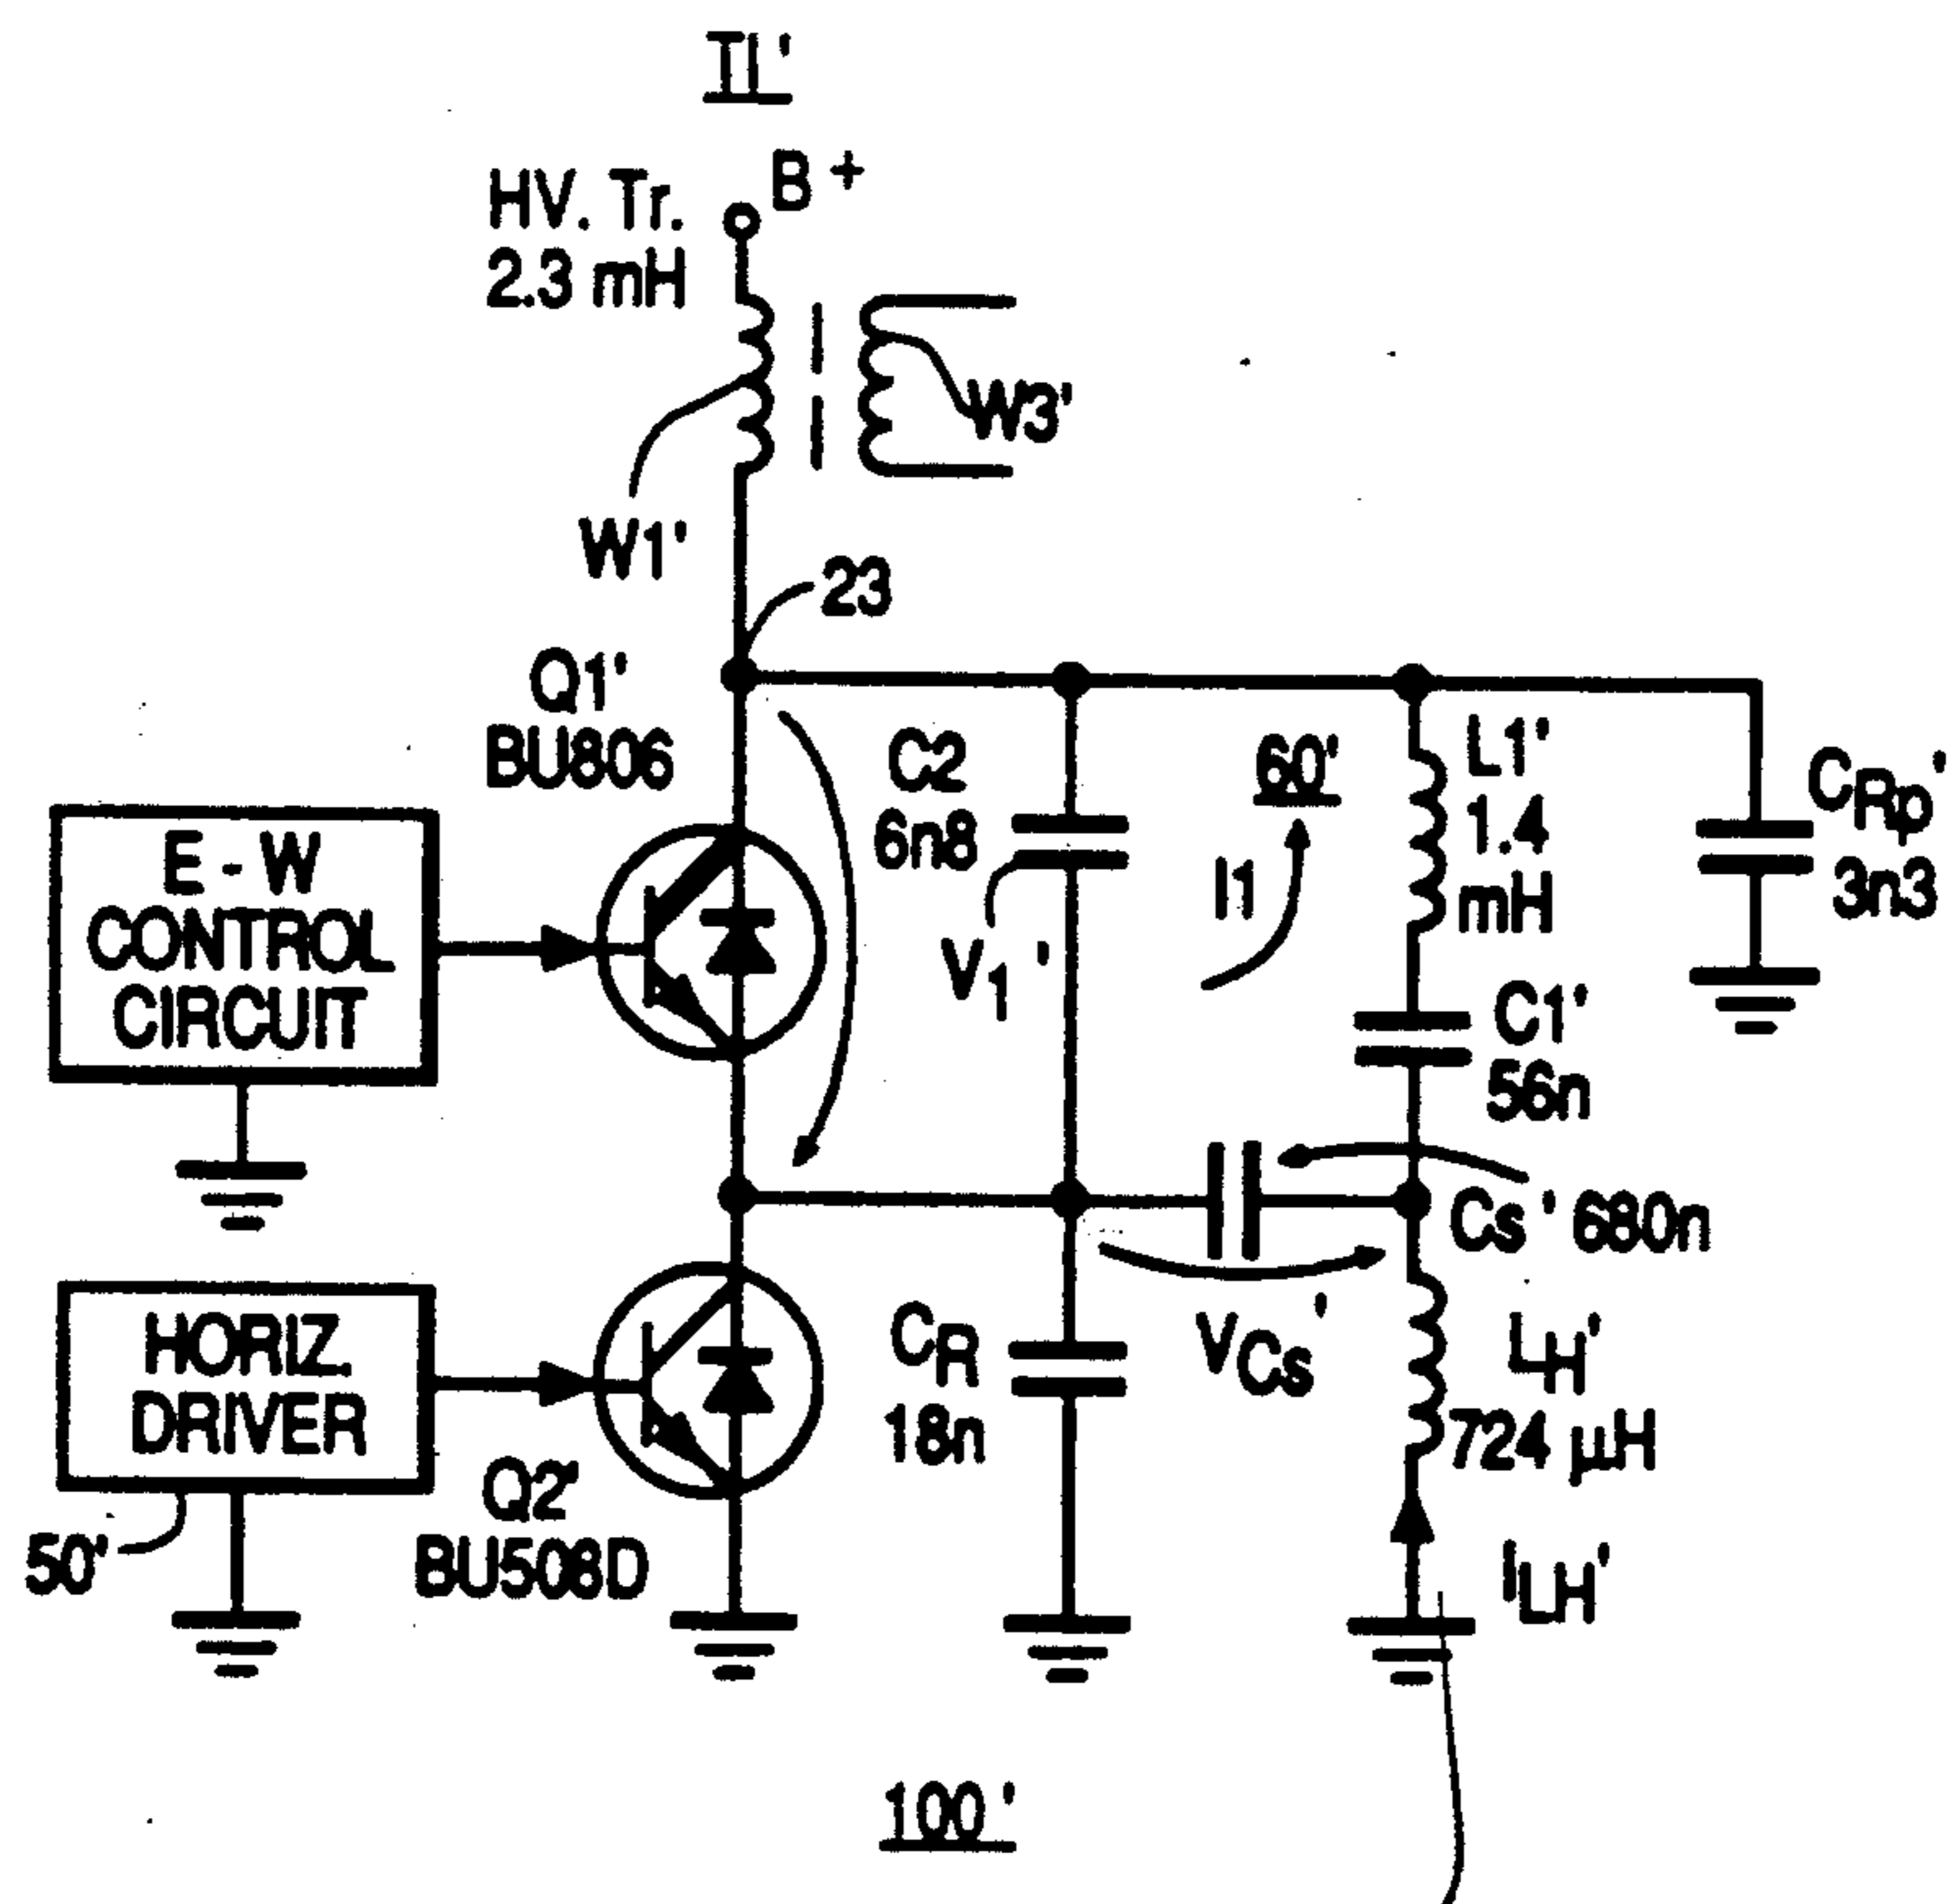 IL'
B+
HV. Tr.
2.3 mH
W3'
W1'
23
Q1'
BU806
C2
6n8
60'
L1'
1.4
mH
CRp'
3n3
E-W
CONTROL
CIRCUIT
I1
V1'
C1'
56n
Cs' 680n
HORIZ.
DRIVER
CR
18n
VCs'
LH'
724 µH
Q2'
BU508D
50'
ILH'
100'